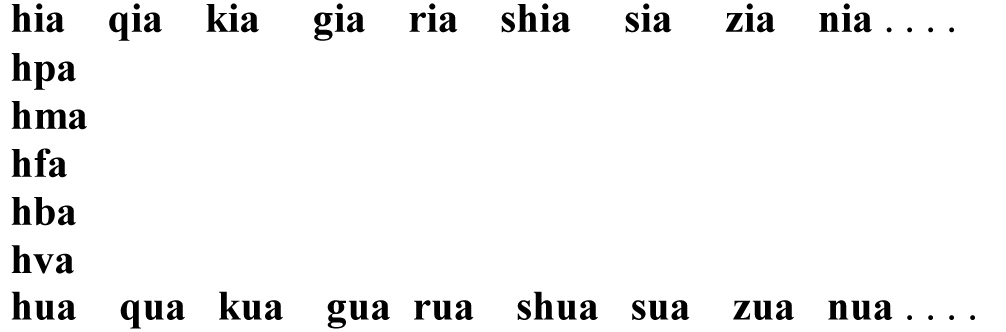 hia qia kia gia ria shia sia zia nia . . . .
hpa
hma
hfa
hba
hva
hua qua kua gua rua shua sua zua nua . . . .